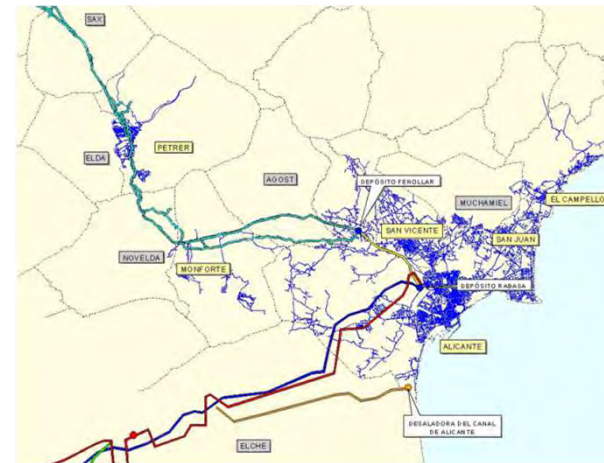 SAX
PETRER
ELDA
AGOST
DEPÓSITO FENOLLAR
MUCHAMIEL
EL CAMPELLO
SAN VICENTE
SAN JUAN
NOVELDA
MONFORTE
DEPÓSITO RABASA
ALICANTE
DESALADORA DEL CANAL
DE ALICANTE
ELCHE